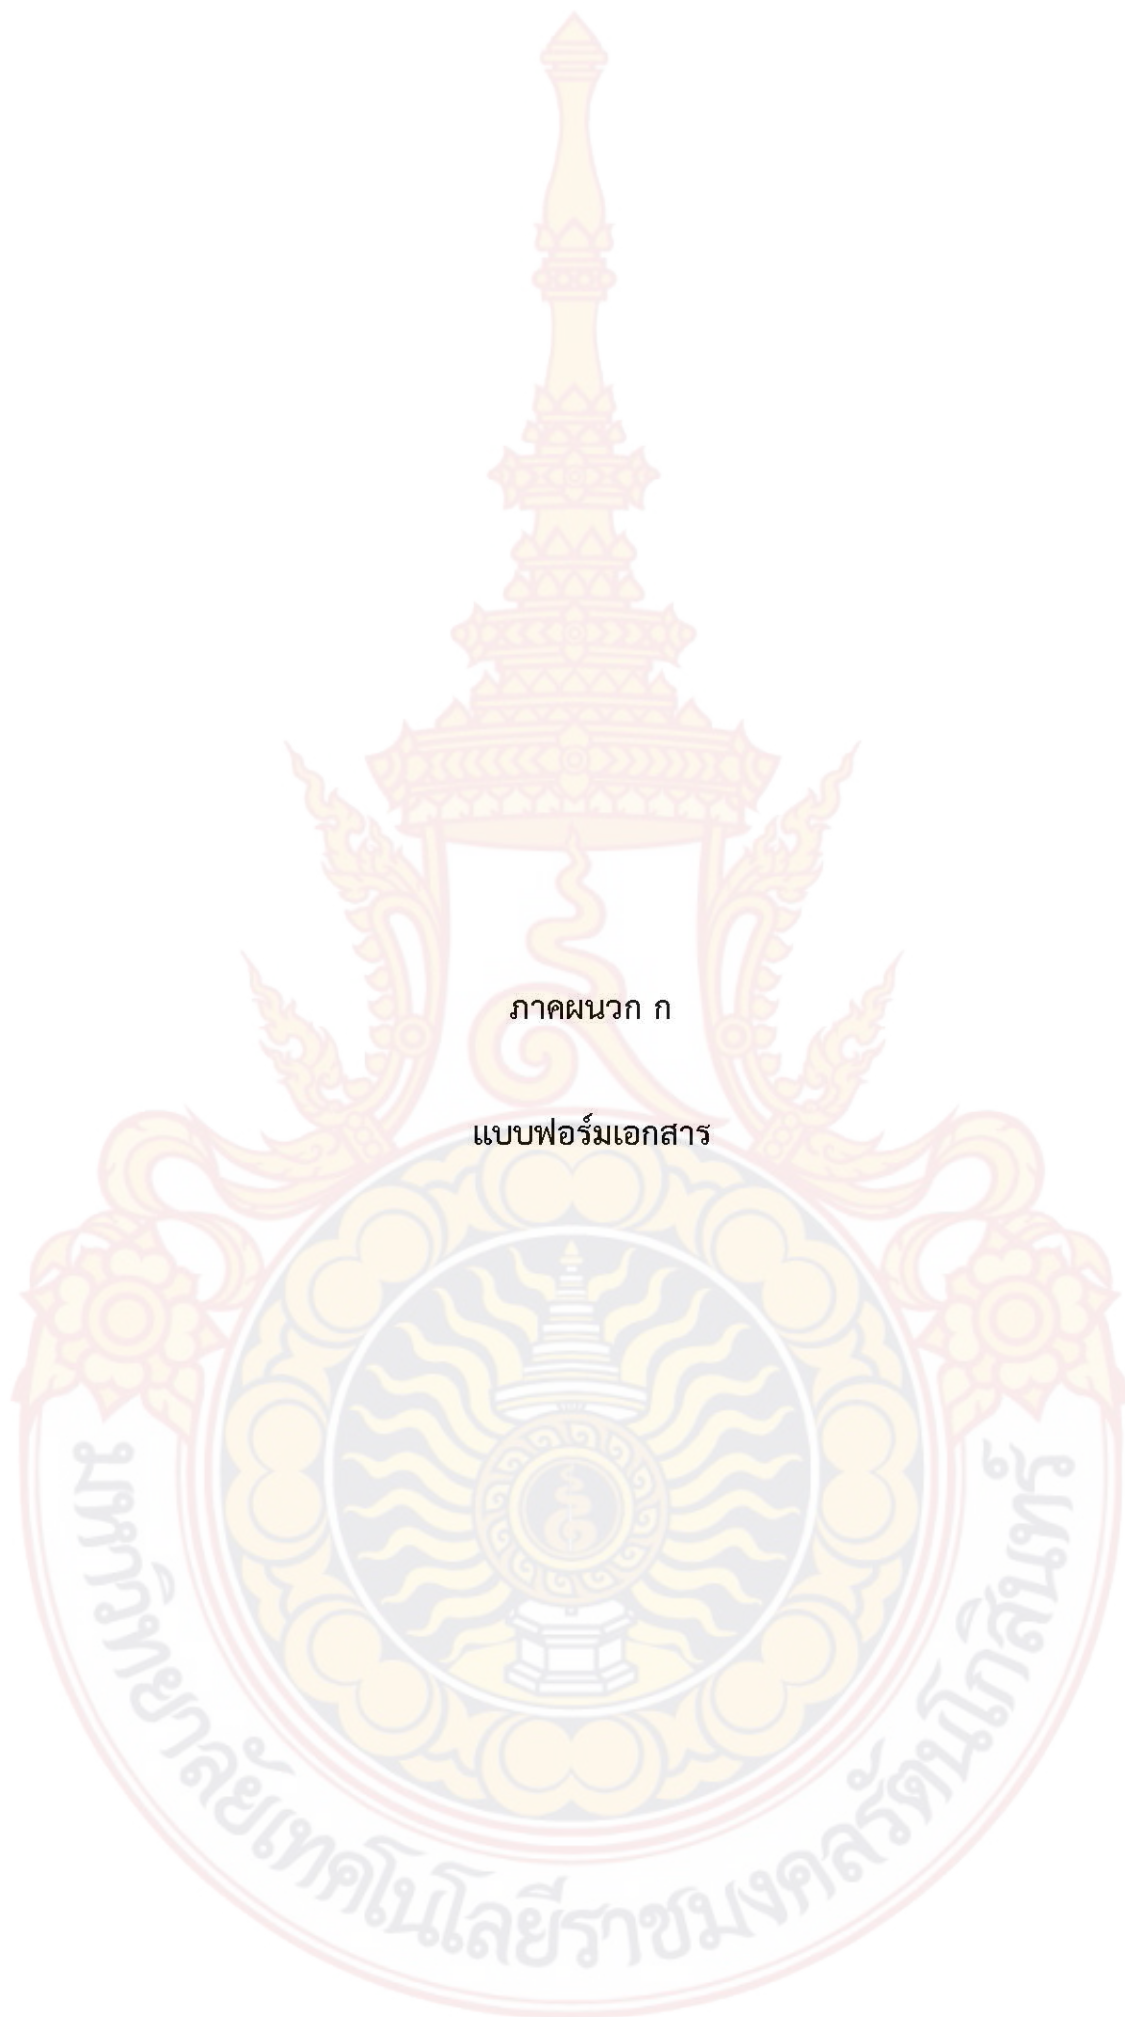 ภาคผนวก ก
แบบฟอร์มเอกสาร
มหาวิทยาลัยเทคโนโลยีราชมงคลรัตนโกสินทร์